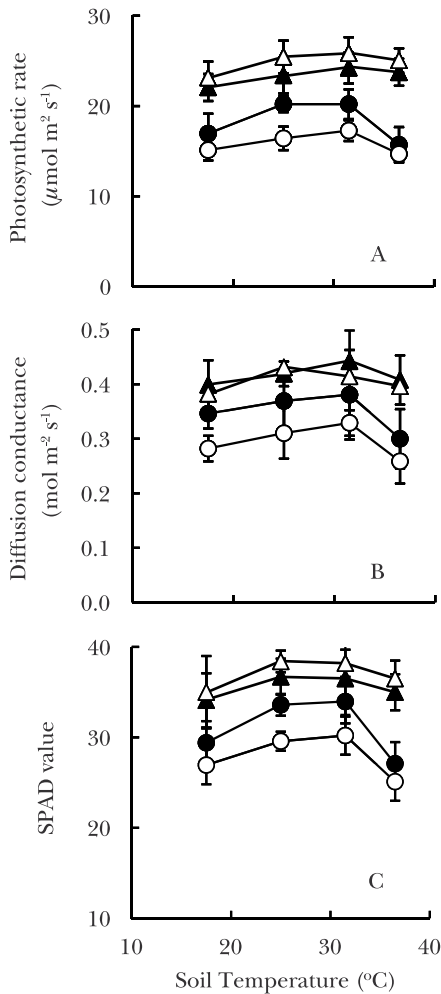 30
20
10
0
Photosynthetic rate
(μmol m² s⁻¹)
A
0.5
0.4
0.3
0.2
0.1
0.0
Diffusion conductance
(mol m⁻² s⁻¹)
B
40
30
20
10
SPAD value
C
10 20 30 40
Soil Temperature (°C)